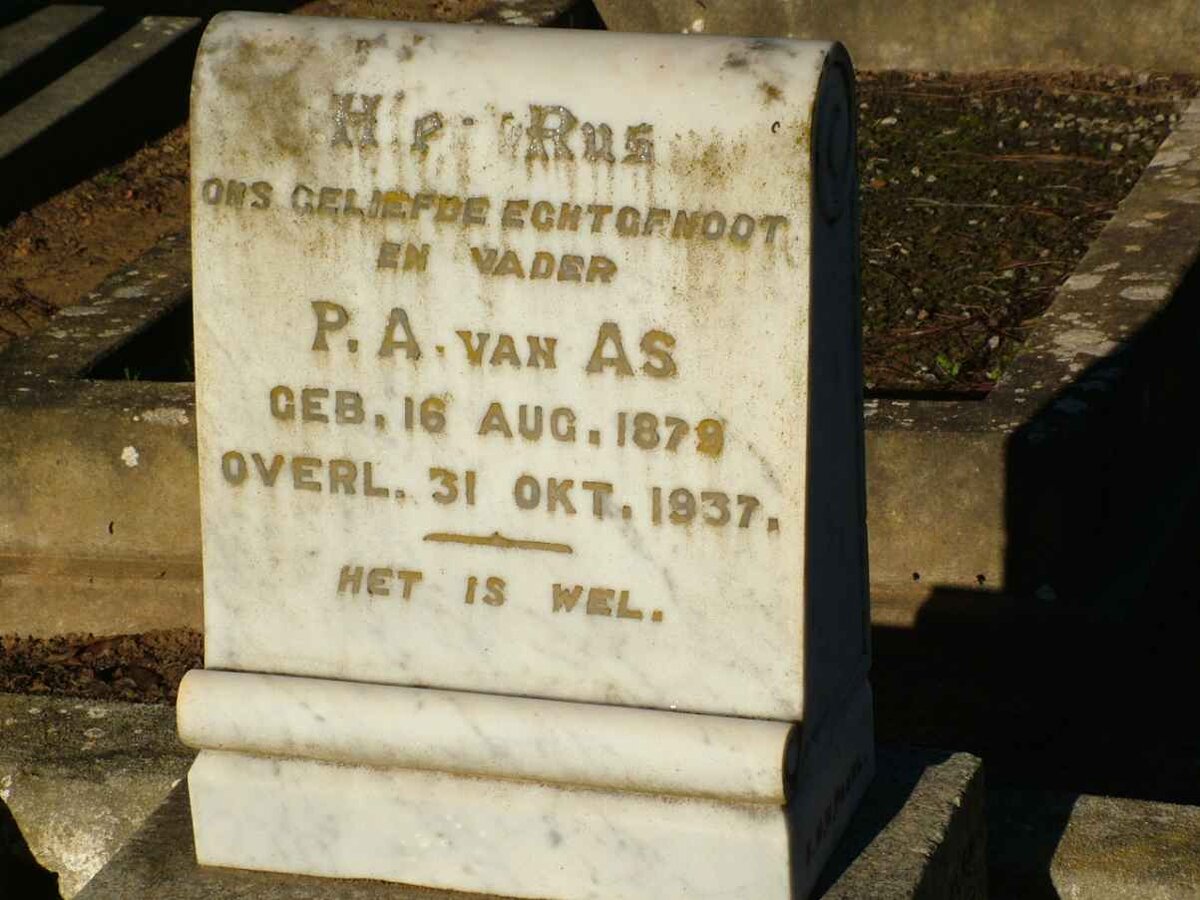 Hier Rus
ONS GELIEFDE ECHTGENOOT
EN VADER
P. A. VAN AS
GEB. 16 AUG. 1879
OVERL. 31 OKT. 1937.
HET IS WEL.